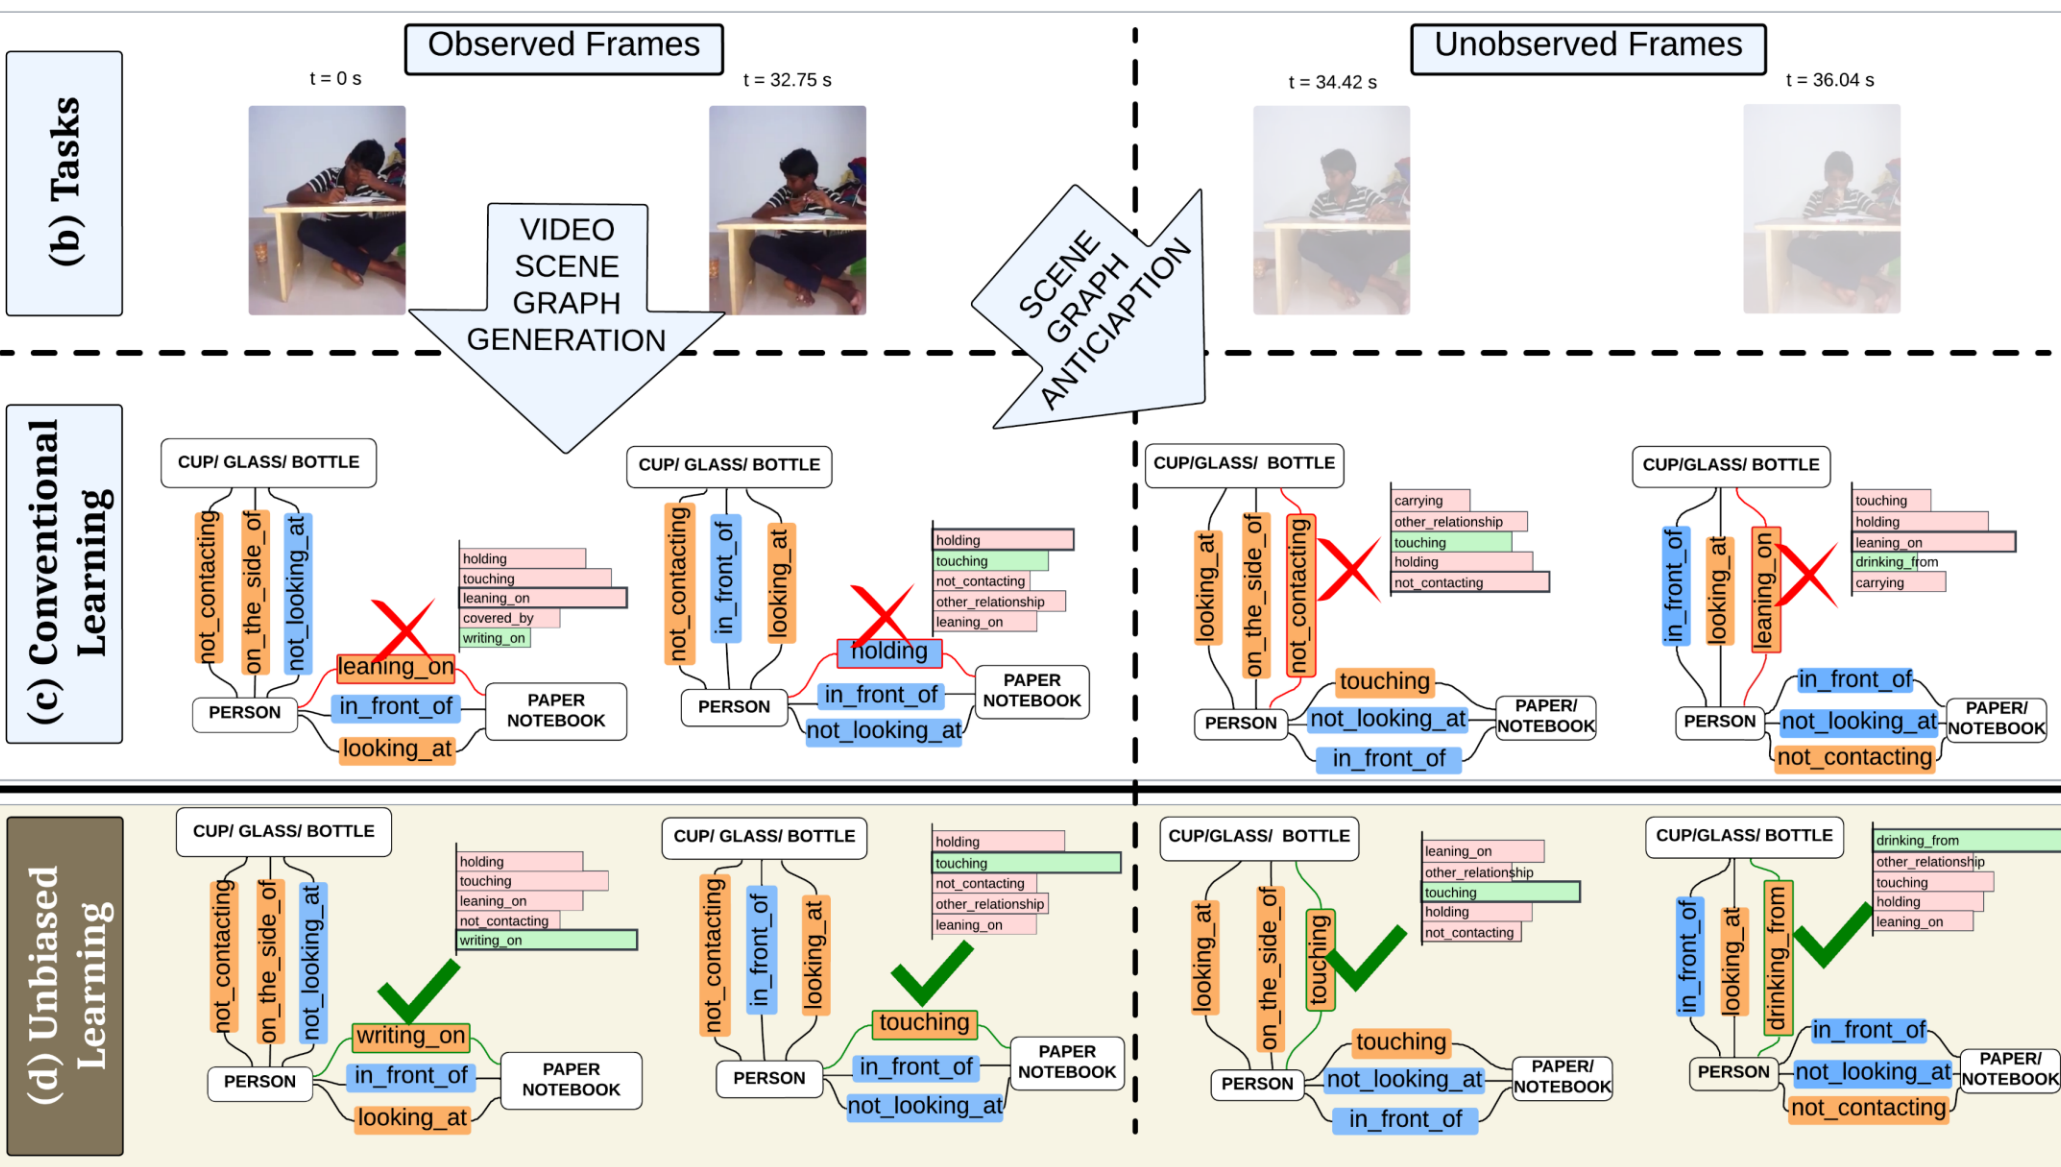 (b) Tasks
Observed Frames
Unobserved Frames
t = 0 s
t = 32.75 s
t = 34.42 s
t = 36.04 s
VIDEO
SCENE
GRAPH
GENERATION
SCENE
GRAPH
ANTICIAPTION
(c) Conventional
Learning
CUP/ GLASS/ BOTTLE
not_contacting
on_the_side_of
not_looking_at
holding
touching
leaning_on
covered_by
writing_on
leaning_on
in_front_of
looking_at
PERSON
PAPER
NOTEBOOK
CUP/ GLASS/ BOTTLE
not_contacting
in_front_of
looking_at
holding
touching
not_contacting
other_relationship
leaning_on
holding
in_front_of
not_looking_at
PERSON
PAPER
NOTEBOOK
CUP/GLASS/ BOTTLE
looking_at
on_the_side_of
not_contacting
carrying
other_relationship
touching
holding
not_contacting
touching
not_looking_at
in_front_of
PERSON
PAPER/
NOTEBOOK
CUP/GLASS/ BOTTLE
in_front_of
looking_at
leaning_on
touching
holding
leaning_on
drinking_from
carrying
in_front_of
not_looking_at
not_contacting
PERSON
PAPER/
NOTEBOOK
(d) Unbiased
Learning
CUP/ GLASS/ BOTTLE
not_contacting
on_the_side_of
not_looking_at
holding
touching
leaning_on
not_contacting
writing_on
writing_on
in_front_of
looking_at
PERSON
PAPER
NOTEBOOK
CUP/ GLASS/ BOTTLE
not_contacting
in_front_of
looking_at
holding
touching
not_contacting
other_relationship
leaning_on
touching
in_front_of
not_looking_at
PERSON
PAPER
NOTEBOOK
CUP/GLASS/ BOTTLE
looking_at
on_the_side_of
touching
leaning_on
other_relationship
touching
holding
not_contacting
touching
not_looking_at
in_front_of
PERSON
PAPER/
NOTEBOOK
CUP/GLASS/ BOTTLE
in_front_of
looking_at
drinking_from
drinking_from
other_relationship
touching
holding
leaning_on
in_front_of
not_looking_at
not_contacting
PERSON
PAPER/
NOTEBOOK